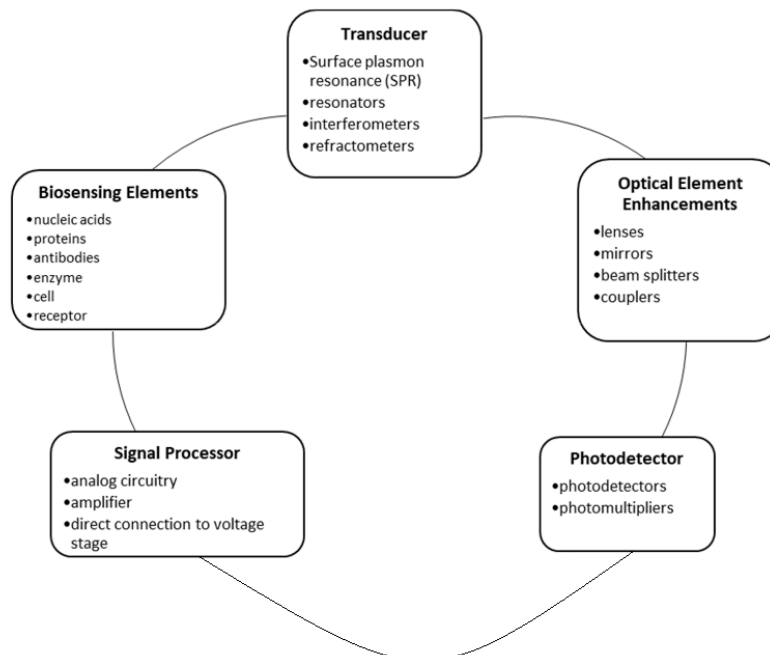 Transducer
•Surface plasmon
resonance (SPR)
•resonators
•interferometers
•refractometers
Biosensing Elements
•nucleic acids
•proteins
•antibodies
•enzyme
•cell
•receptor
Optical Element
Enhancements
•lenses
•mirrors
•beam splitters
•couplers
Signal Processor
•analog circuitry
•amplifier
•direct connection to voltage
stage
Photodetector
•photodetectors
•photomultipliers